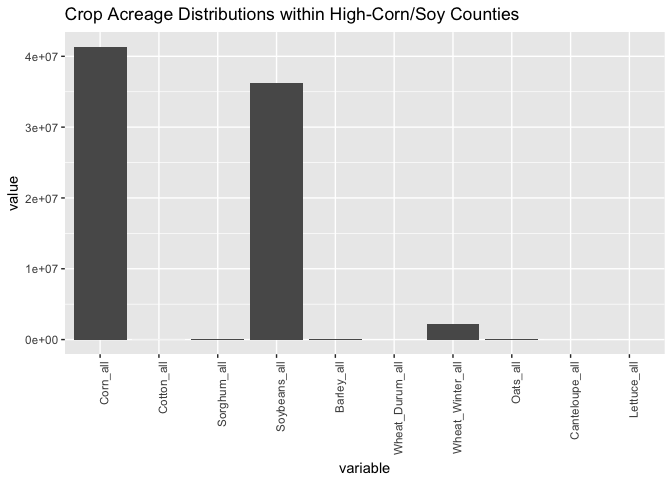 Crop Acreage Distributions within High-Corn/Soy Counties
4e+07
3e+07
2e+07
1e+07
0e+00
value
Corn_all
Cotton_all
Sorghum_all
Soybeans_all
Barley_all
Wheat_Durum_all
Wheat_Winter_all
Oats_all
Canteloupe_all
Lettuce_all
variable